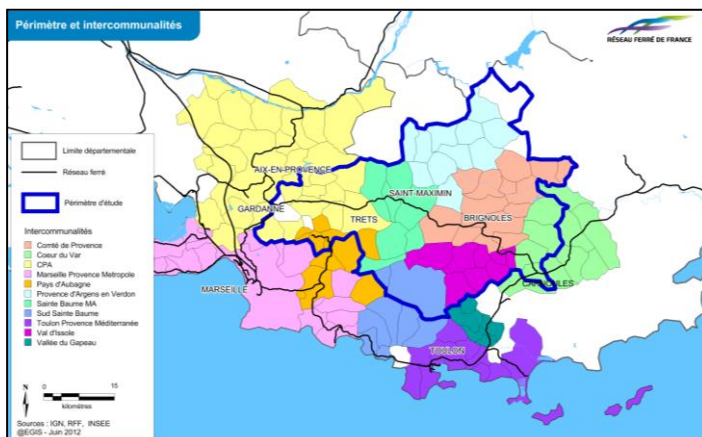 Périmètre et intercommunalités
RÉSEAU FERRÉ DE FRANCE
Limite départementale
Réseau ferré
Périmètre d'étude
Intercommunalités
Comté de Provence
Coeur du Var
CPA
Marseille Provence Metropole
Pays d'Aubagne
Provence d'Argens en Verdon
Sainte Baume MA
Sud Sainte Baume
Toulon Provence Méditerranée
Val d'Issole
Vallée du Gapeau
N
0 15
kilomètres
Sources : IGN, RFF, INSEE
@EGIS - Juin 2012
AIX-EN-PROVENCE
SAINT-MAXIMIN
GARDANNE
TRETS
BRIGNOLES
CARNOULES
MARSEILLE
TOULON